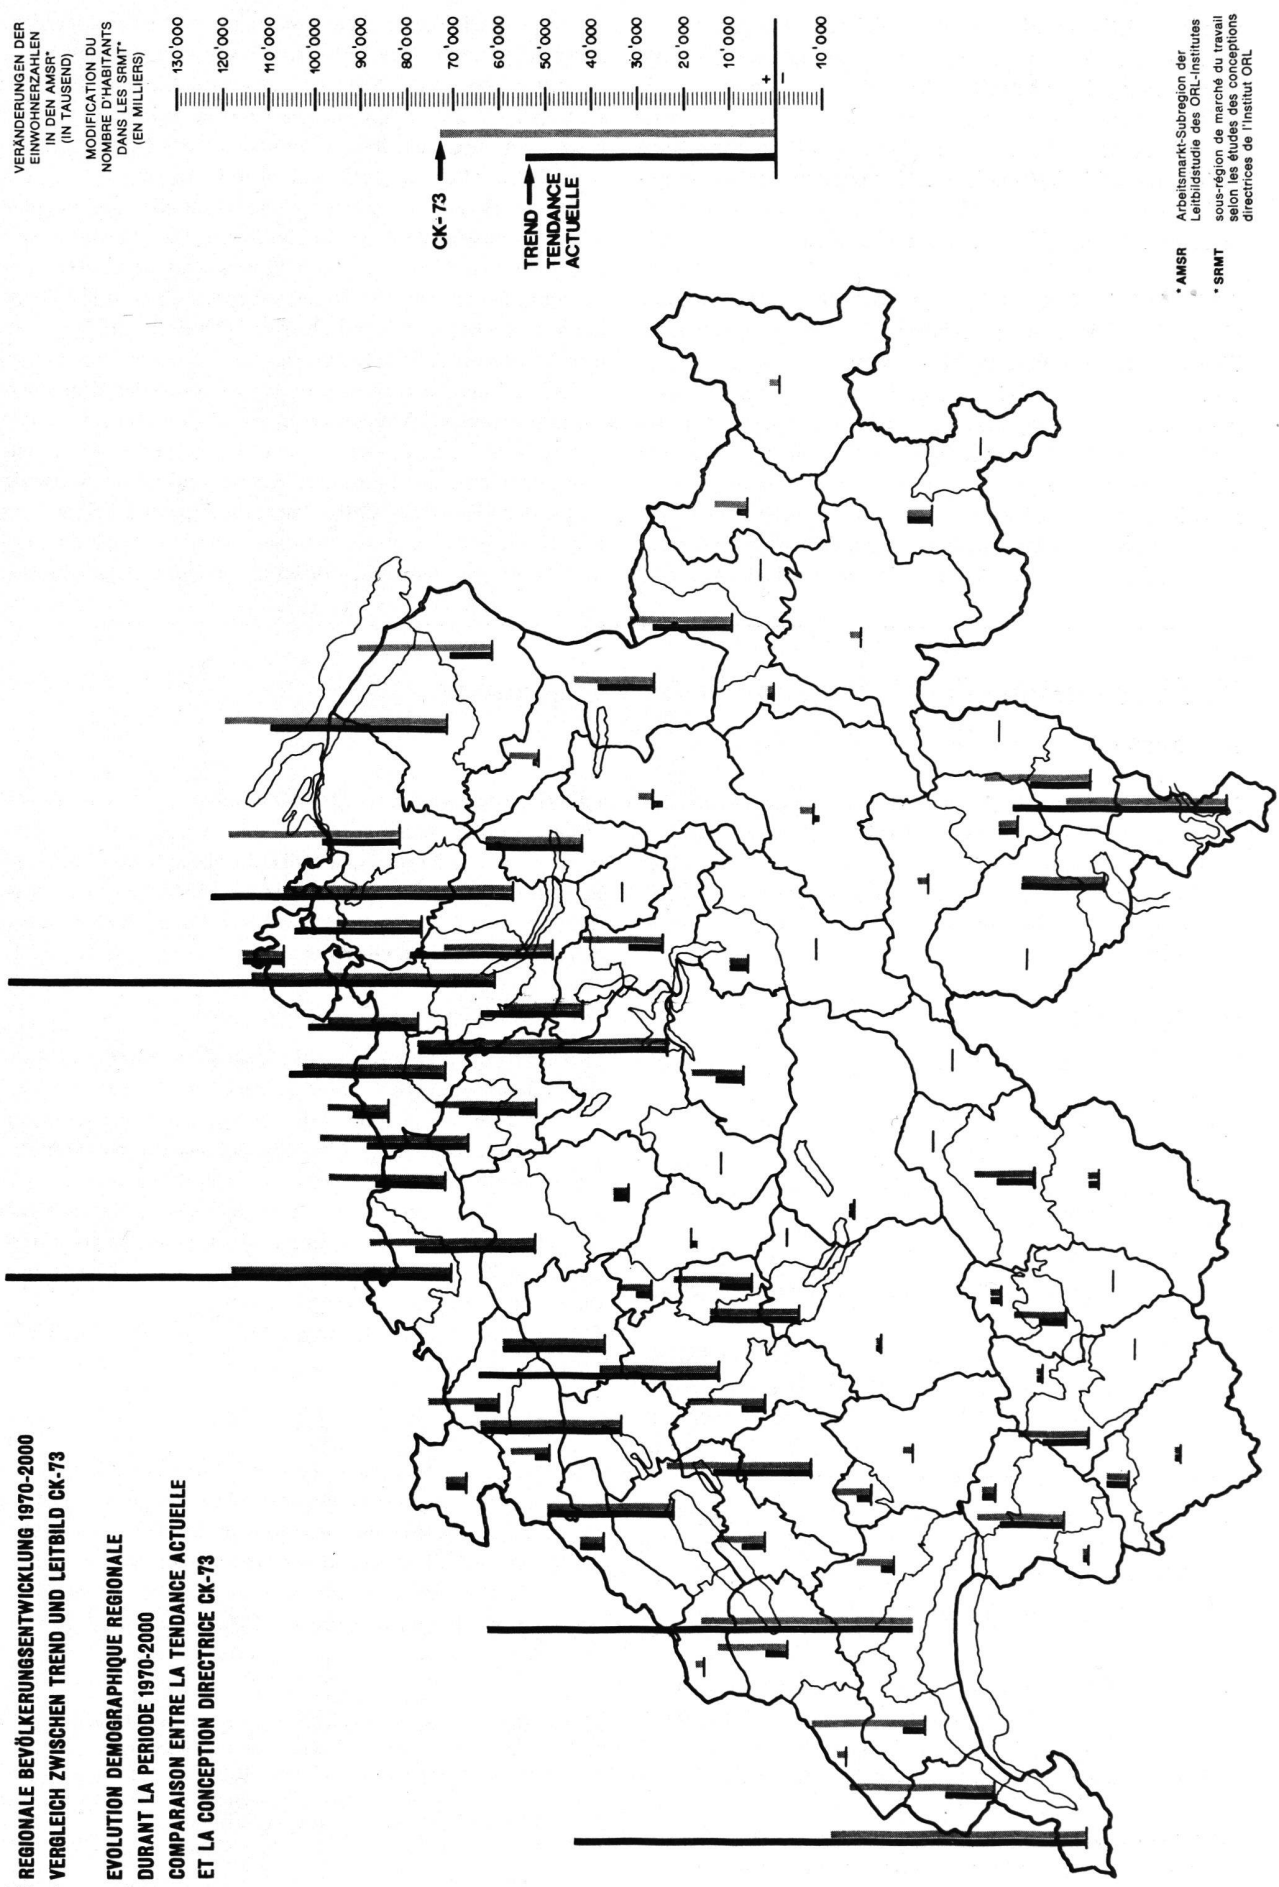 REGIONALE BEVÖLKERUNGSENTWICKLUNG 1970-2000
VERGLEICH ZWISCHEN TREND UND LEITBILD CK-73
EVOLUTION DEMOGRAPHIQUE REGIONALE
DURANT LA PERIODE 1970-2000
COMPARAISON ENTRE LA TENDANCE ACTUELLE
ET LA CONCEPTION DIRECTRICE CK-73
VERÄNDERUNGEN DER
EINWOHNERZAHLEN
IN DEN AMSR*
(IN TAUSEND)
MODIFICATION DU
NOMBRE D'HABITANTS
DANS LES SRMT*
(EN MILLIERS)
130'000
120'000
110'000
100'000
90'000
80'000
70'000
60'000
50'000
40'000
30'000
20'000
10'000
+
−
10'000
CK-73
TREND
TENDANCE
ACTUELLE
* AMSR Arbeitsmarkt-Subregion der
Leitbildstudie des ORL-Institutes
* SRMT sous-région de marché du travail
selon les études des conceptions
directrices de l'Institut ORL